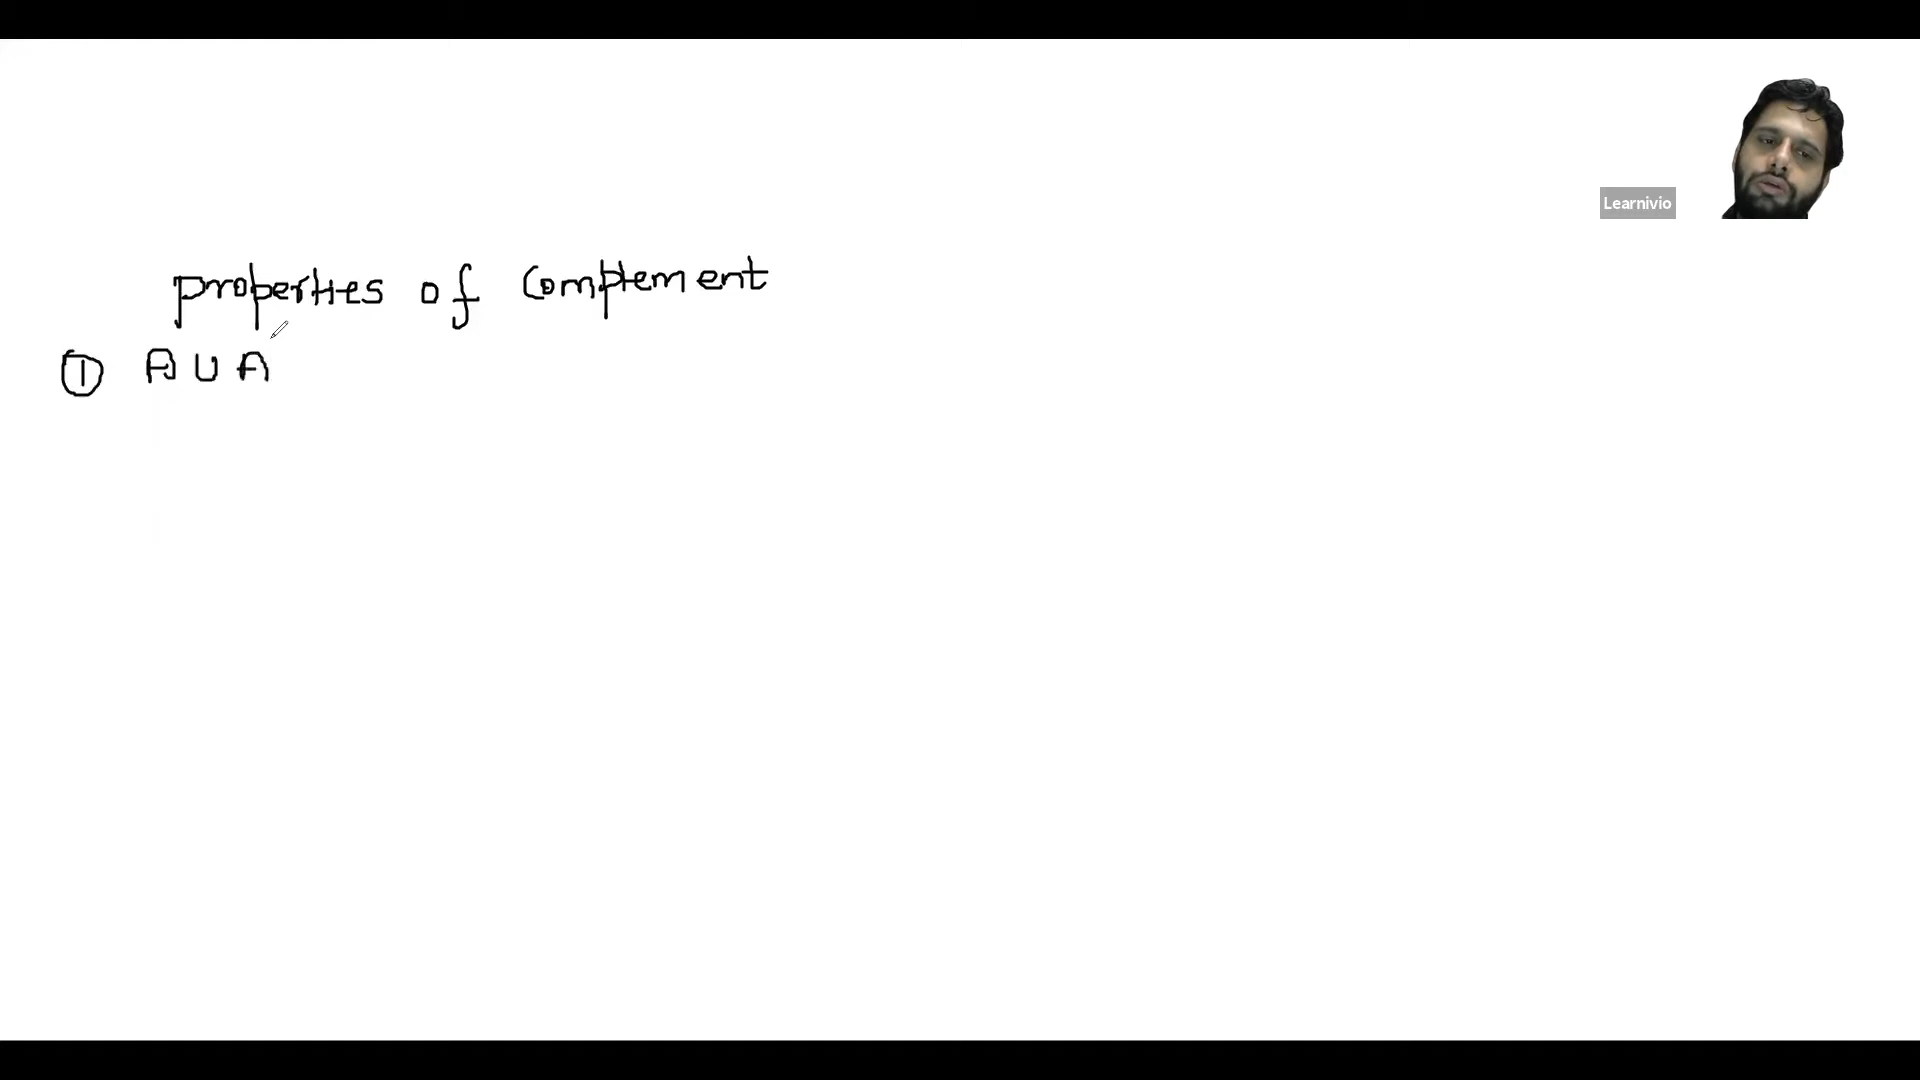 Learnivio
properties of Complement
① A U A